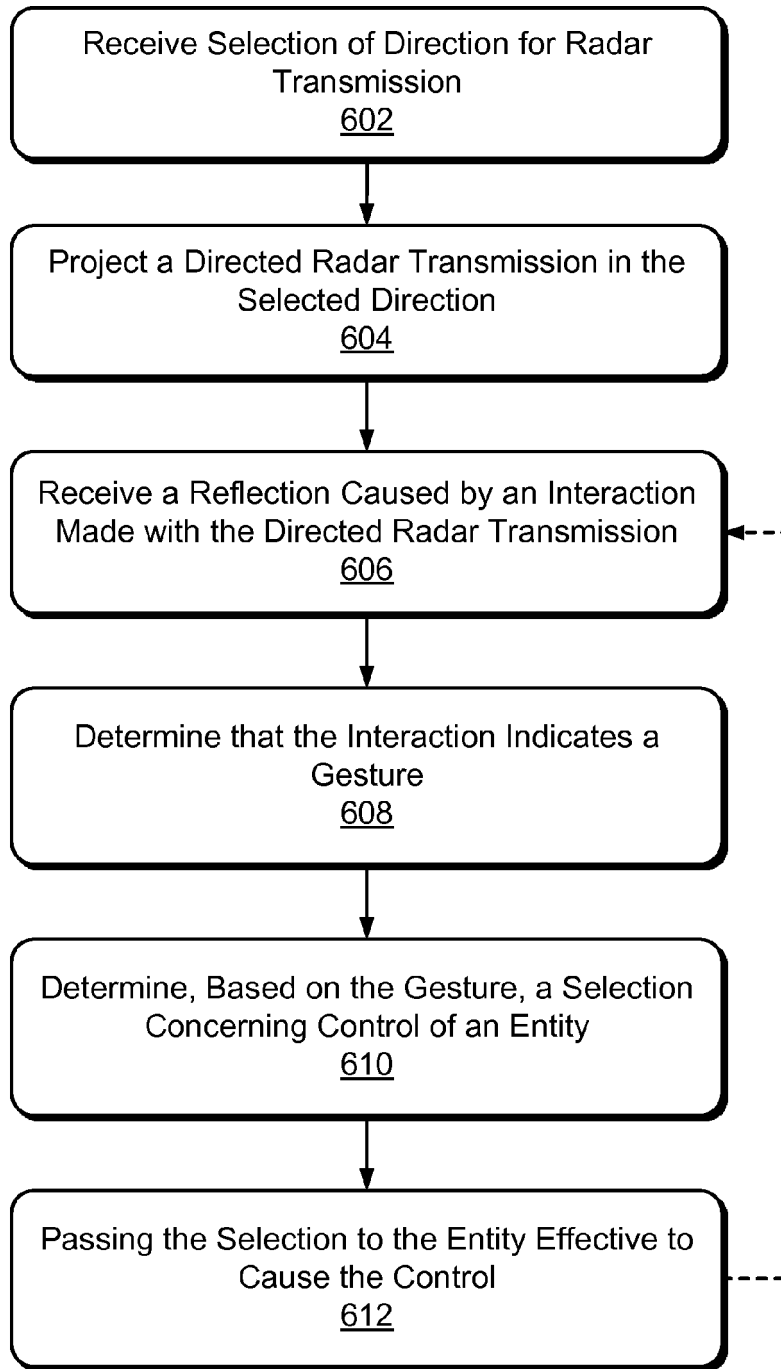 Receive Selection of Direction for Radar
Transmission
602
Project a Directed Radar Transmission in the
Selected Direction
604
Receive a Reflection Caused by an Interaction
Made with the Directed Radar Transmission
606
Determine that the Interaction Indicates a
Gesture
608
Determine, Based on the Gesture, a Selection
Concerning Control of an Entity
610
Passing the Selection to the Entity Effective to
Cause the Control
612